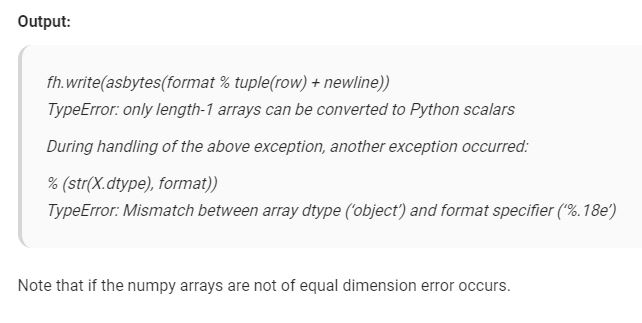 Output:
fh.write(asbytes(format % tuple(row) + newline))
TypeError: only length-1 arrays can be converted to Python scalars
During handling of the above exception, another exception occurred:
% (str(X.dtype), format))
TypeError: Mismatch between array dtype (‘object’) and format specifier (‘%.18e’)
Note that if the numpy arrays are not of equal dimension error occurs.